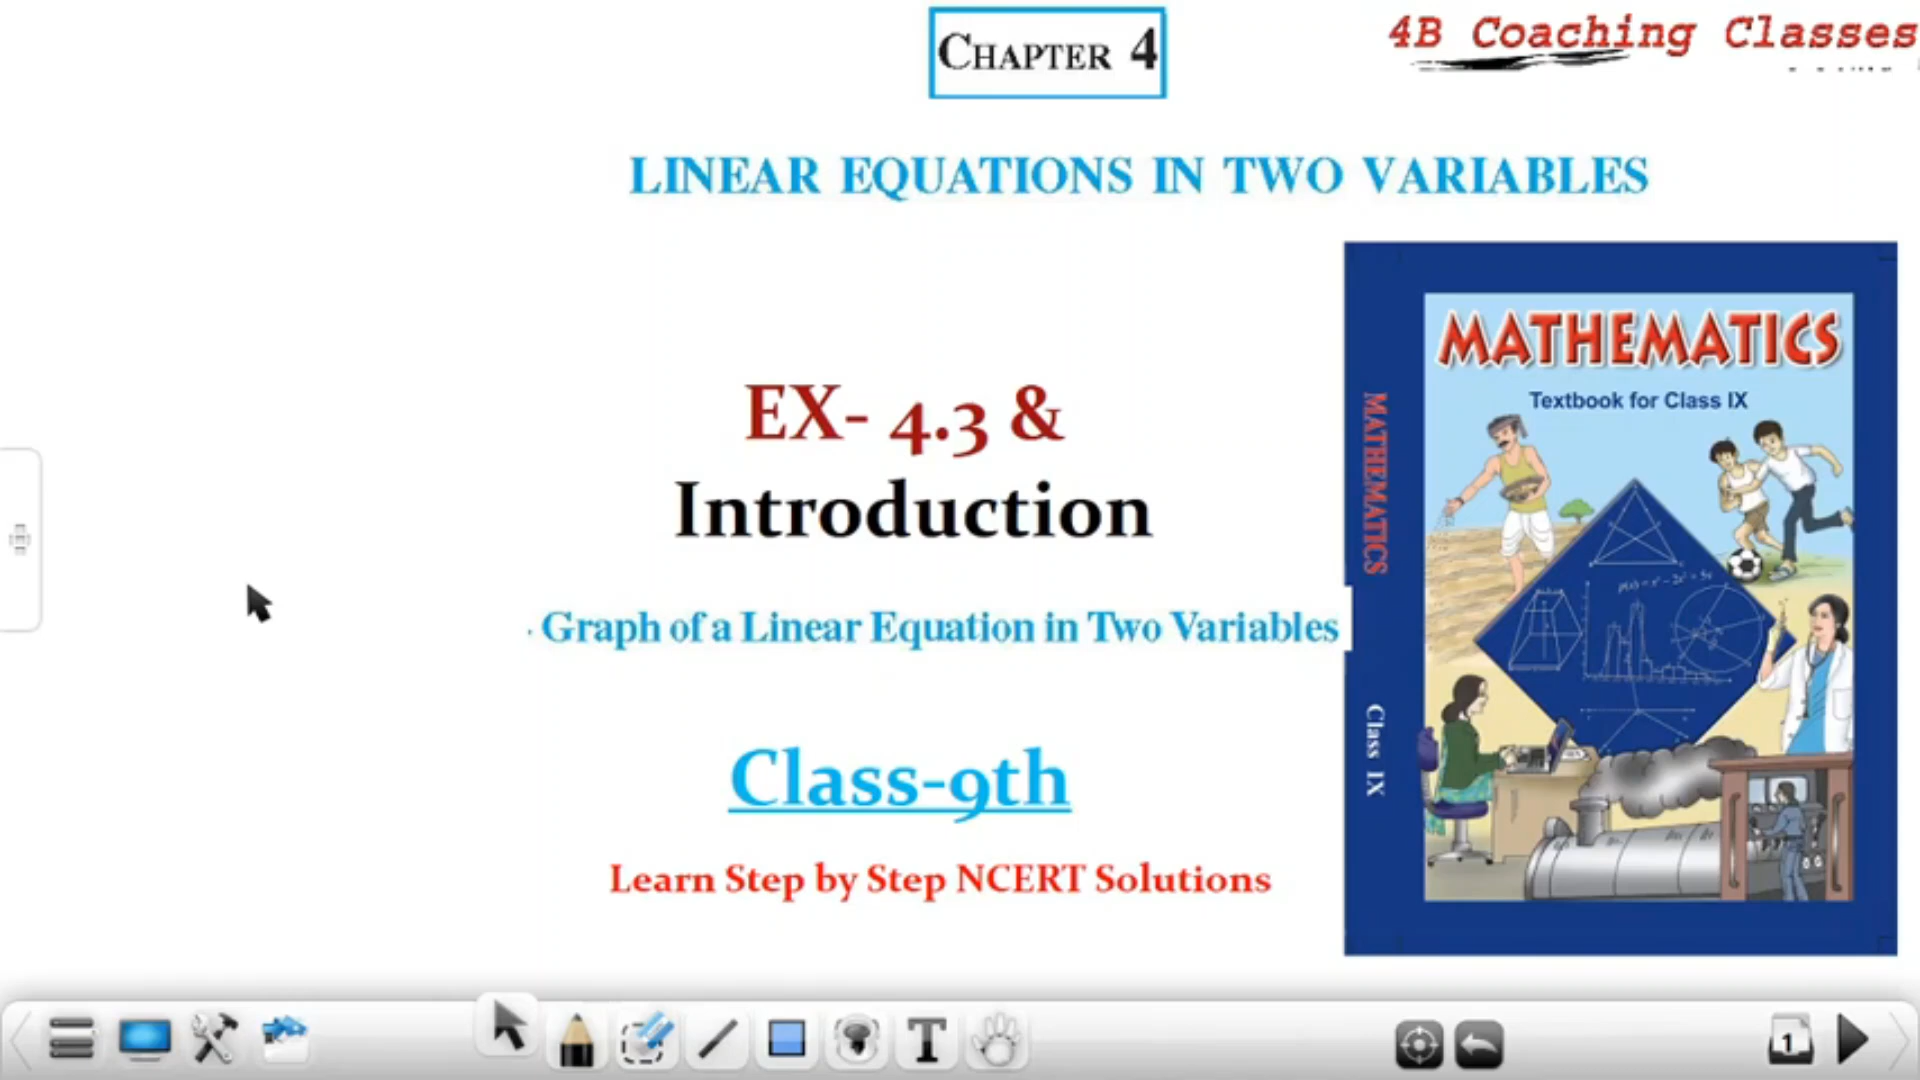 CHAPTER 4
4B Coaching Classes
LINEAR EQUATIONS IN TWO VARIABLES
EX- 4.3 &
Introduction
Graph of a Linear Equation in Two Variables
Class-9th
Learn Step by Step NCERT Solutions
MATHEMATICS
Textbook for Class IX
MATHEMATICS
Class IX
T
1